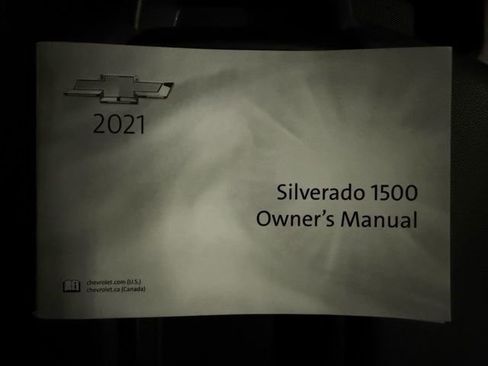 2021
Silverado 1500
Owner's Manual
chevrolet.com (U.S.)
chevrolet.ca (Canada)